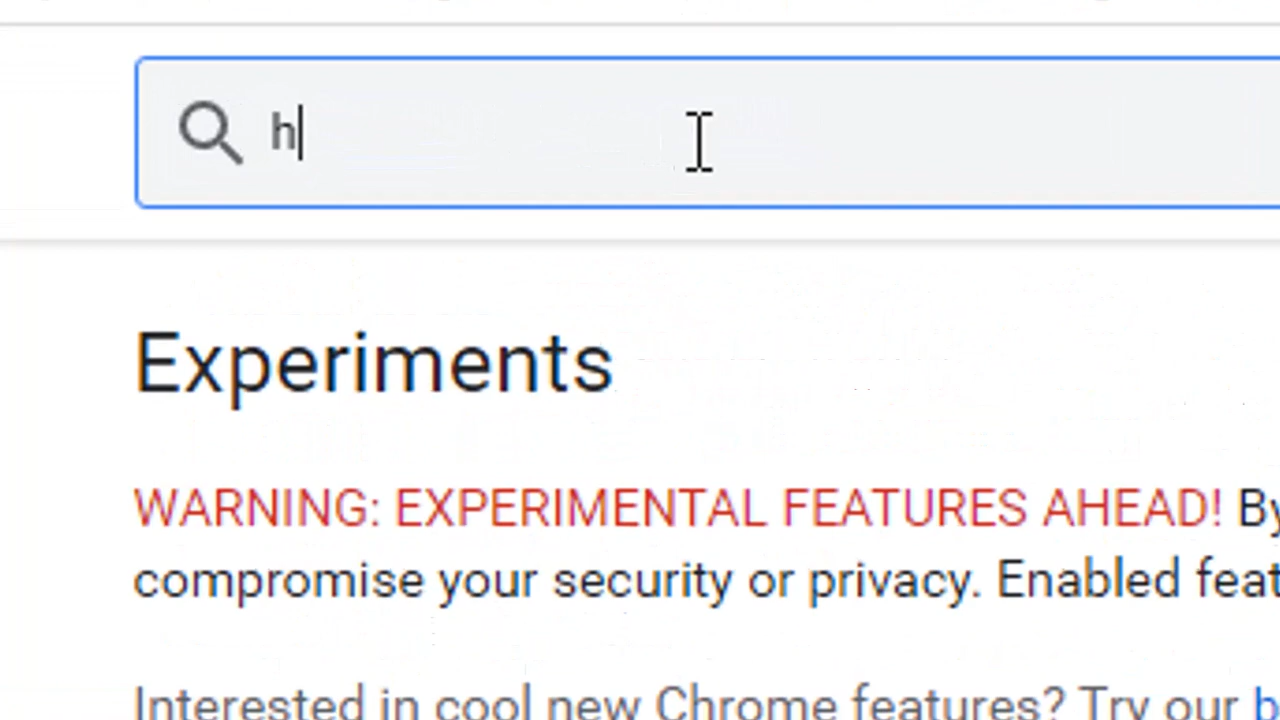 h
Experiments
WARNING: EXPERIMENTAL FEATURES AHEAD! By
compromise your security or privacy. Enabled feat
Interested in cool new Chrome features? Try our b